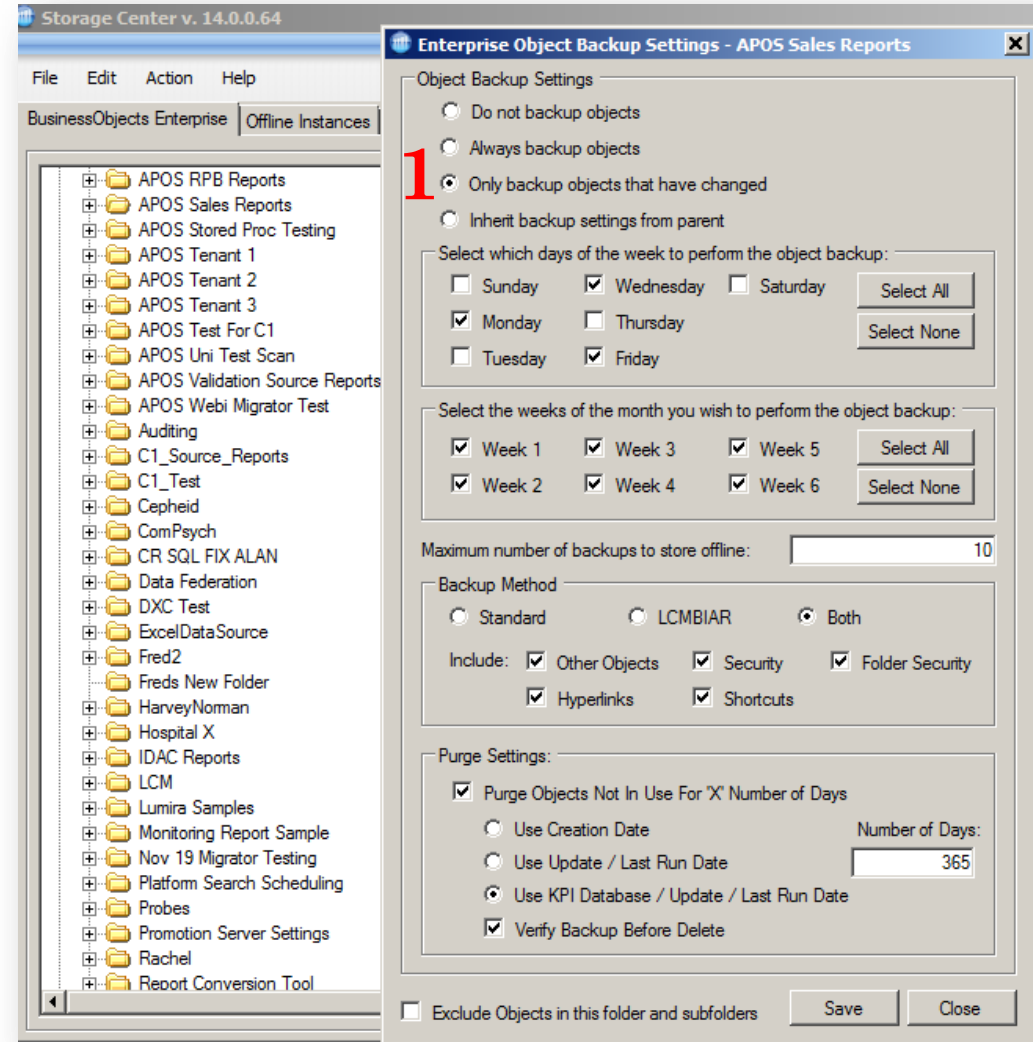 Storage Center v. 14.0.0.64
File Edit Action Help
BusinessObjects Enterprise Offline Instances
APOS RPB Reports
APOS Sales Reports
APOS Stored Proc Testing
APOS Tenant 1
APOS Tenant 2
APOS Tenant 3
APOS Test For C1
APOS Uni Test Scan
APOS Validation Source Reports
APOS Webi Migrator Test
Auditing
C1_Source_Reports
C1_Test
Cepheid
ComPsych
CR SQL FIX ALAN
Data Federation
DXC Test
ExcelDataSource
Fred2
Freds New Folder
HarveyNorman
Hospital X
IDAC Reports
LCM
Lumira Samples
Monitoring Report Sample
Nov 19 Migrator Testing
Platform Search Scheduling
Probes
Promotion Server Settings
Rachel
Report Conversion Tool
Enterprise Object Backup Settings - APOS Sales Reports
Object Backup Settings
Do not backup objects
Always backup objects
1
Only backup objects that have changed
Inherit backup settings from parent
Select which days of the week to perform the object backup:
Sunday Wednesday Saturday Select All
Monday Thursday Select None
Tuesday Friday
Select the weeks of the month you wish to perform the object backup:
Week 1 Week 3 Week 5 Select All
Week 2 Week 4 Week 6 Select None
Maximum number of backups to store offline: 10
Backup Method
Standard LCMBIAR Both
Include: Other Objects Security Folder Security
Hyperlinks Shortcuts
Purge Settings:
Purge Objects Not In Use For 'X' Number of Days
Use Creation Date Number of Days:
Use Update / Last Run Date 365
Use KPI Database / Update / Last Run Date
Verify Backup Before Delete
Exclude Objects in this folder and subfolders Save Close